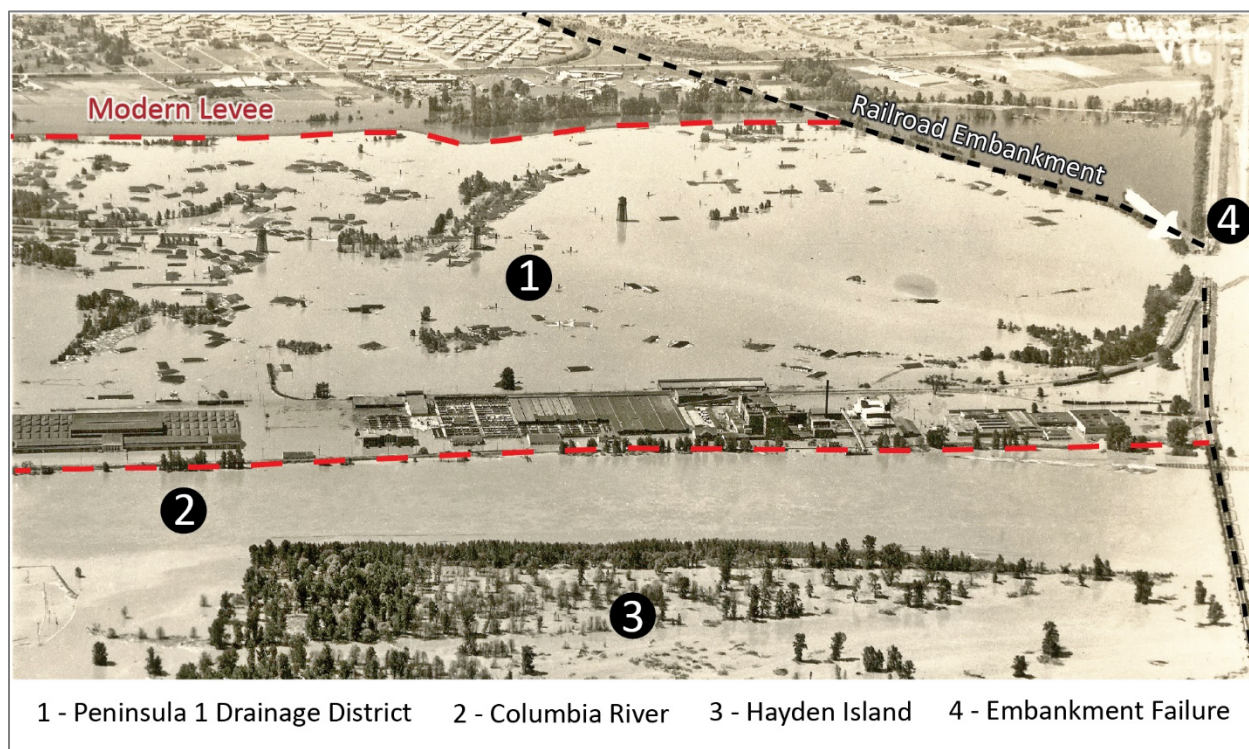 V16
Modern Levee
Railroad Embankment
4
1
2
3
1 - Peninsula 1 Drainage District 2 - Columbia River 3 - Hayden Island 4 - Embankment Failure